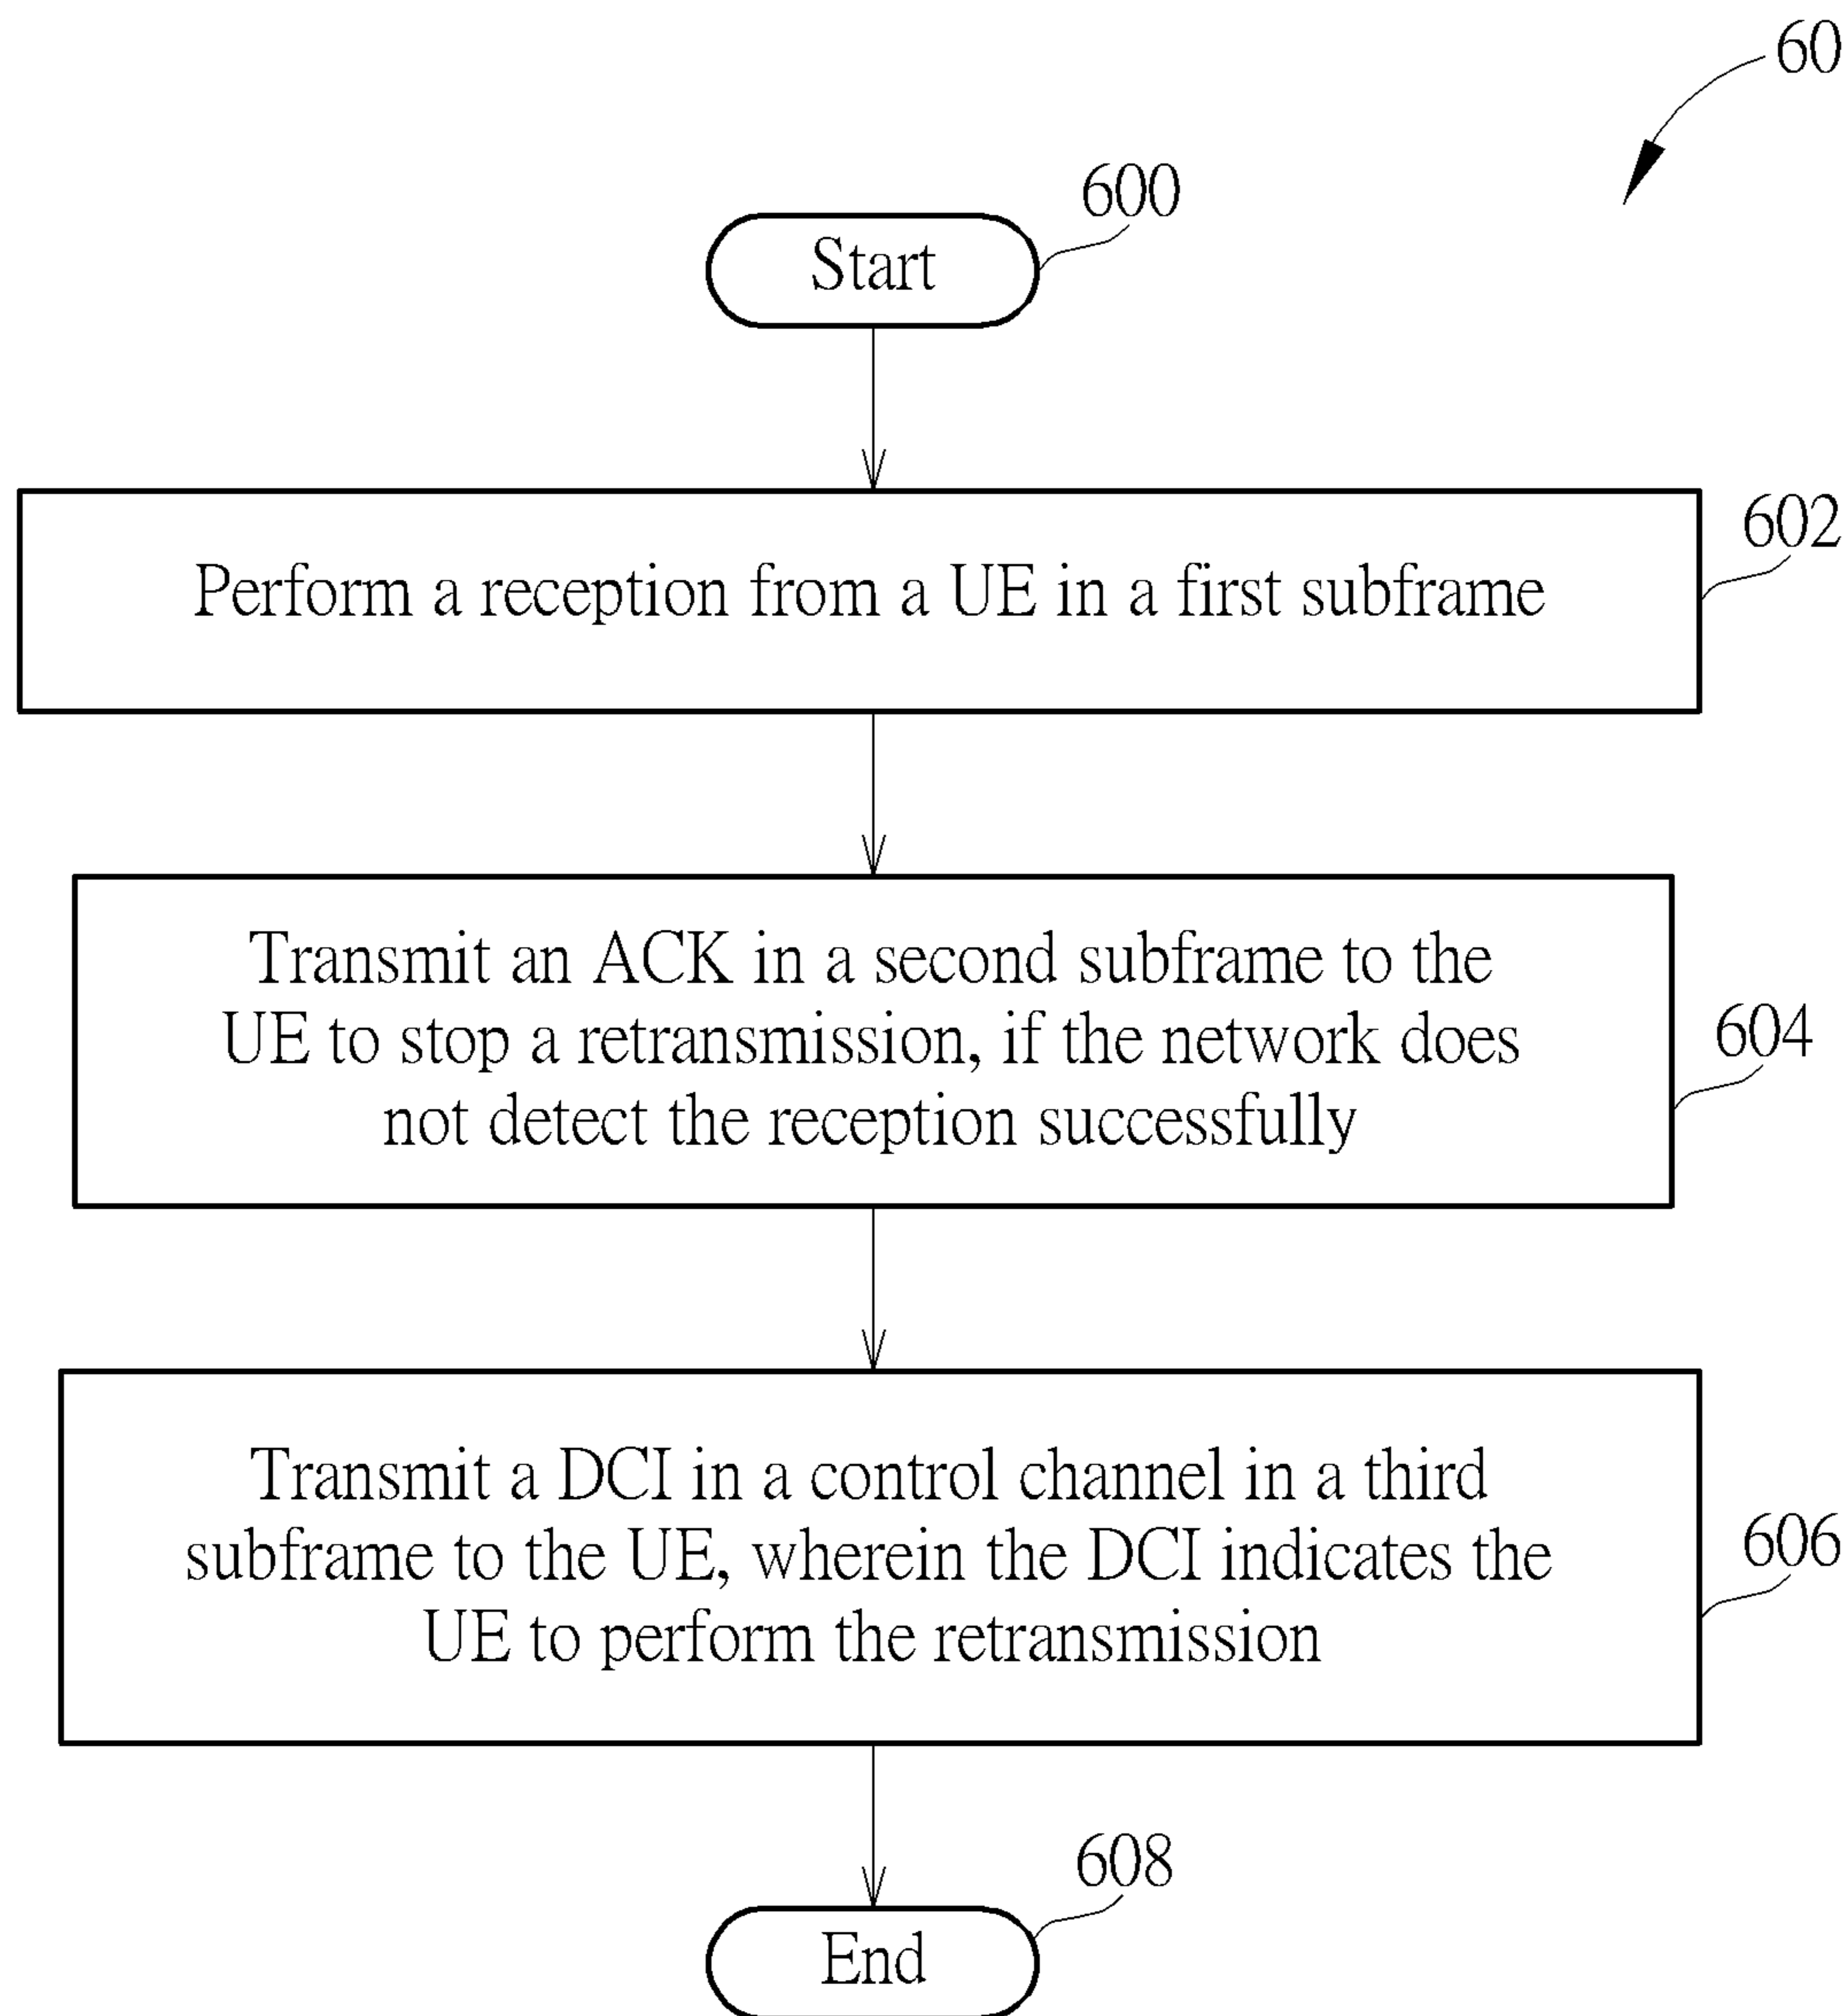 60
600
Start
602
Perform a reception from a UE in a first subframe
Transmit an ACK in a second subframe to the
UE to stop a retransmission, if the network does
not detect the reception successfully
604
Transmit a DCI in a control channel in a third
subframe to the UE, wherein the DCI indicates the
UE to perform the retransmission
606
608
End